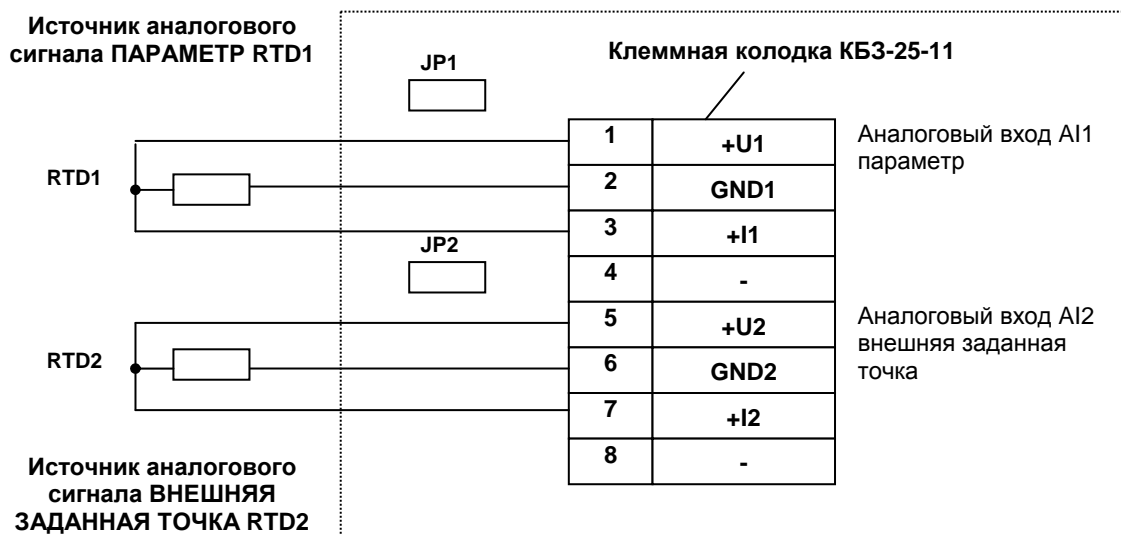 Источник аналогового
сигнала ПАРАМЕТР RTD1
JP1
Клеммная колодка КБЗ-25-11
1 +U1
Аналоговый вход AI1
параметр
RTD1
2 GND1
3 +I1
JP2
4 -
5 +U2
Аналоговый вход AI2
внешняя заданная
точка
RTD2
6 GND2
7 +I2
8 -
Источник аналогового
сигнала ВНЕШНЯЯ
ЗАДАННАЯ ТОЧКА RTD2